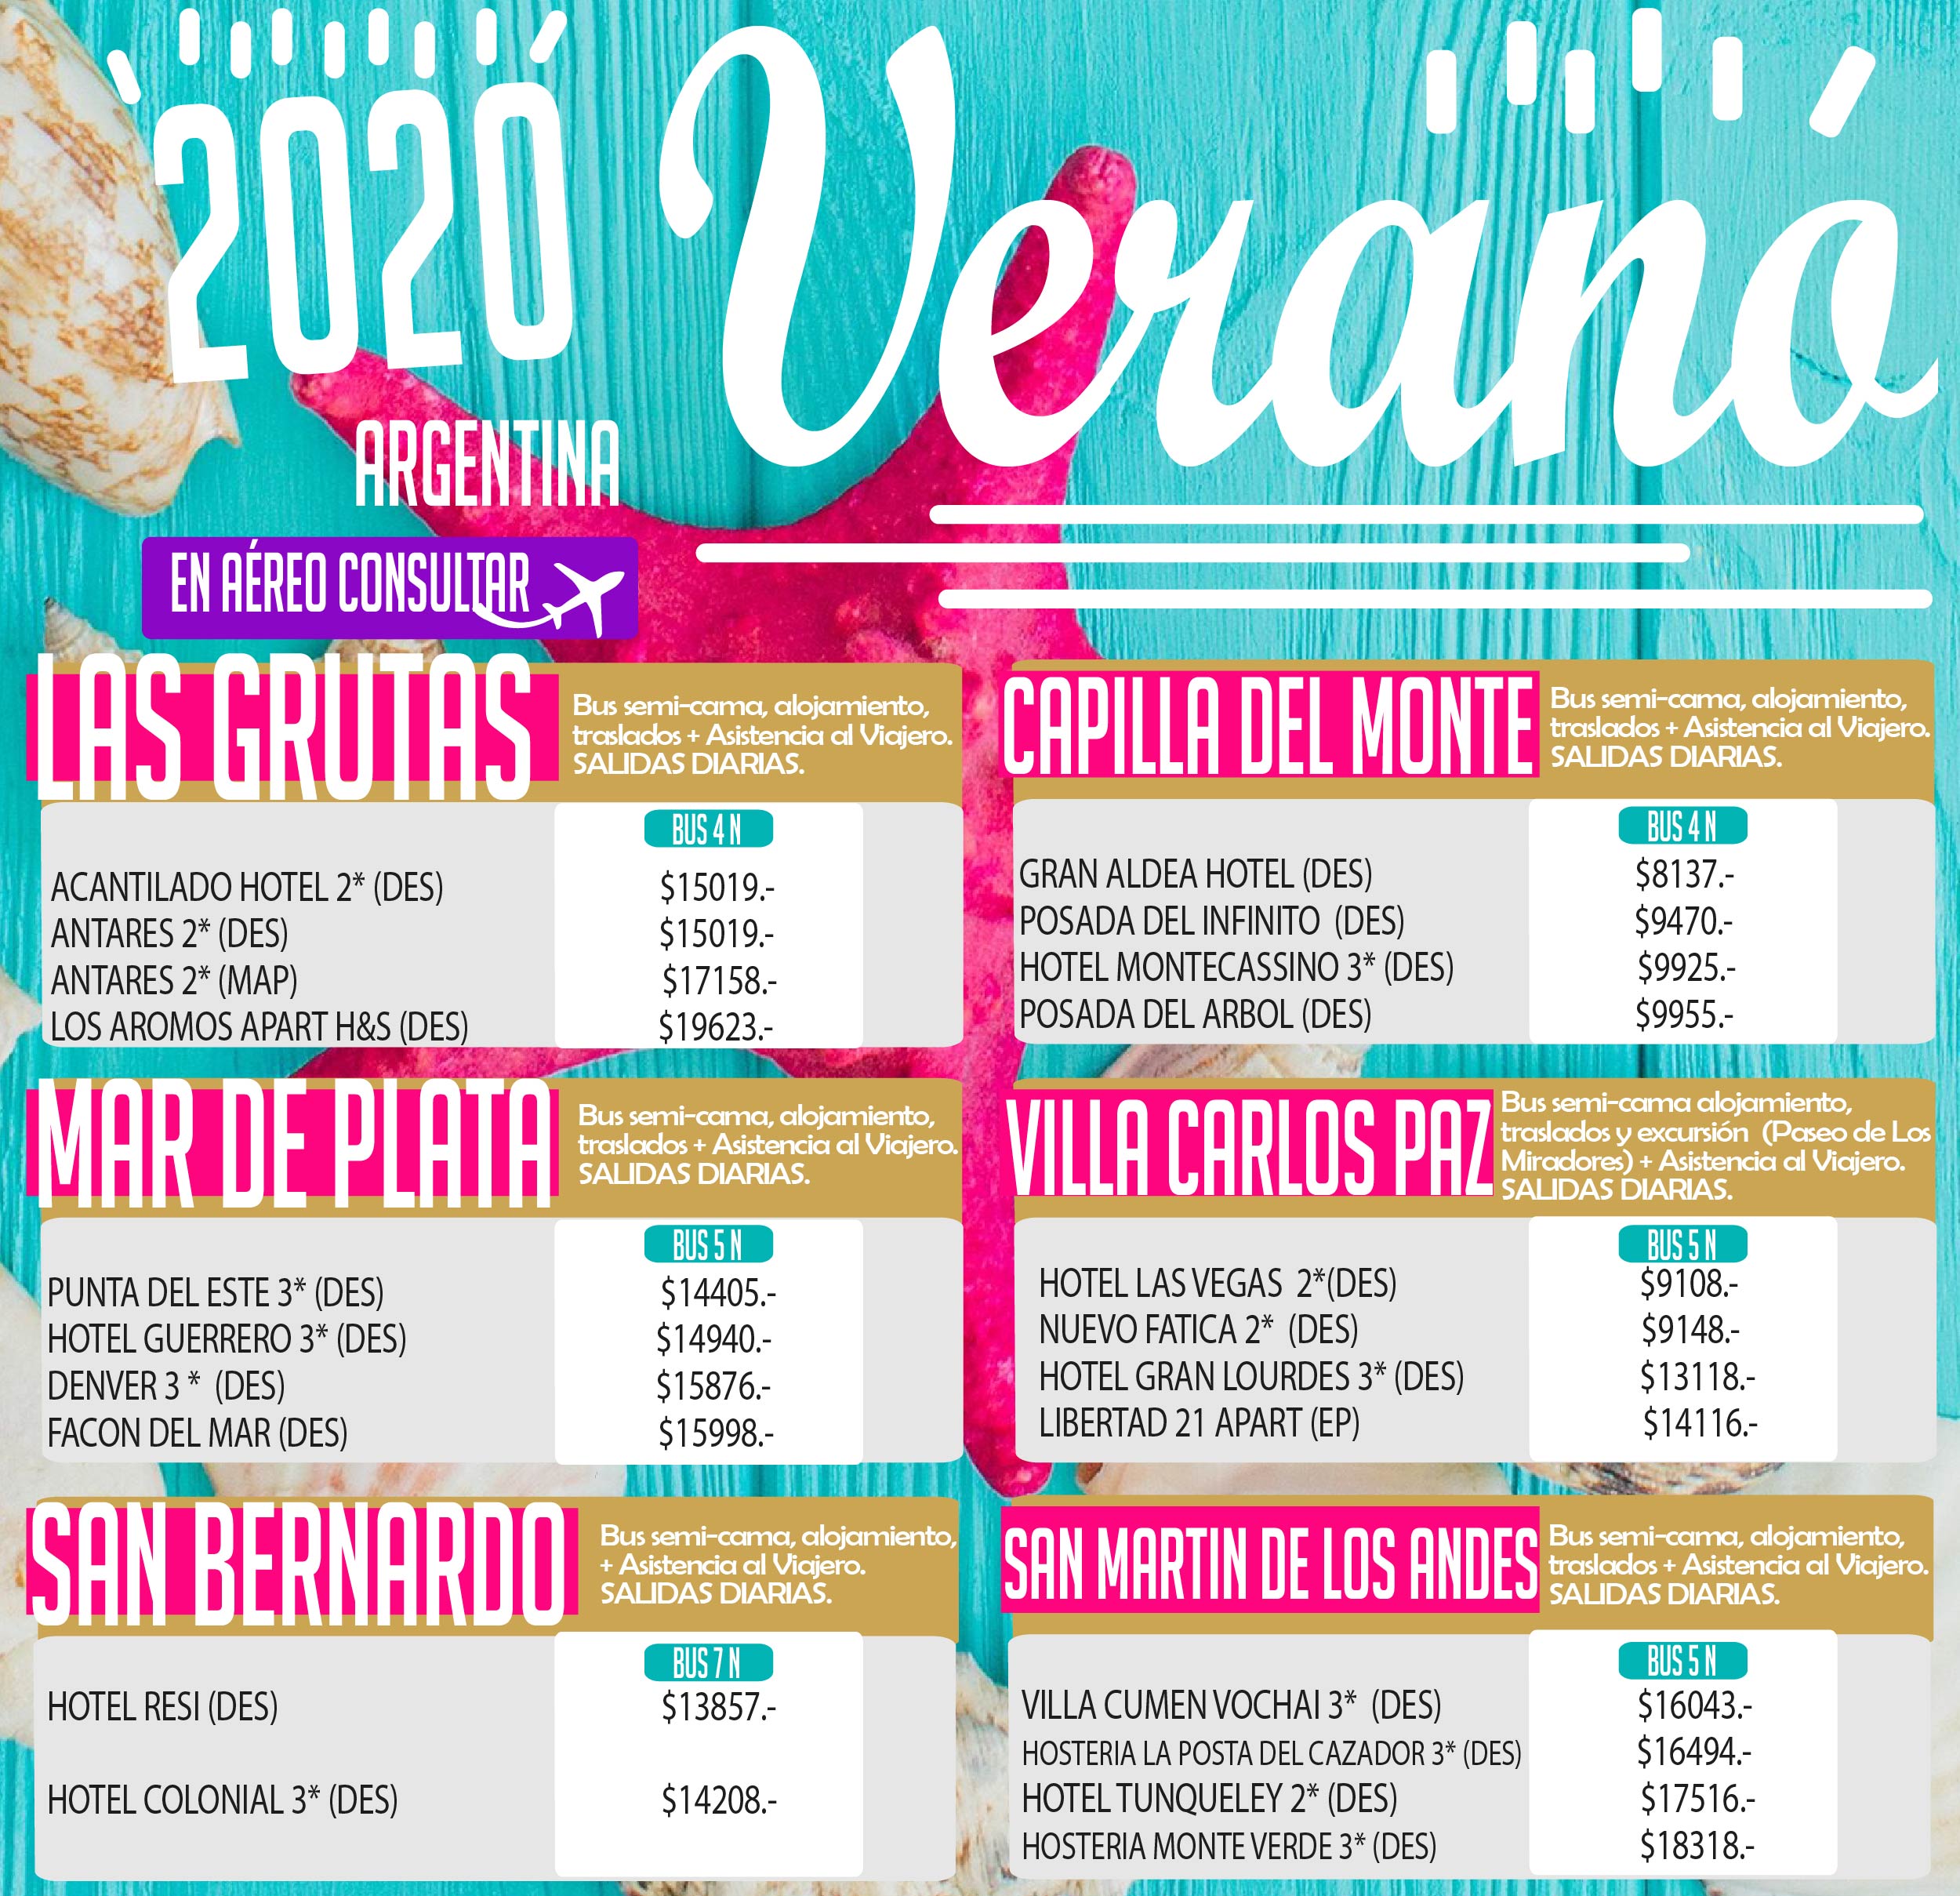 2020 Verano
ARGENTINA
EN AÉREO CONSULTAR
LAS GRUTAS
Bus semi-cama, alojamiento,
traslados + Asistencia al Viajero.
SALIDAS DIARIAS.
BUS 4 N
ACANTILADO HOTEL 2* (DES) $15019.-
ANTARES 2* (DES) $15019.-
ANTARES 2* (MAP) $17158.-
LOS AROMOS APART H&S (DES) $19623.-
CAPILLA DEL MONTE
Bus semi-cama, alojamiento,
traslados + Asistencia al Viajero.
SALIDAS DIARIAS.
BUS 4 N
GRAN ALDEA HOTEL (DES) $8137.-
POSADA DEL INFINITO (DES) $9470.-
HOTEL MONTECASSINO 3* (DES) $9925.-
POSADA DEL ARBOL (DES) $9955.-
MAR DE PLATA
Bus semi-cama, alojamiento,
traslados + Asistencia al Viajero.
SALIDAS DIARIAS.
BUS 5 N
PUNTA DEL ESTE 3* (DES) $14405.-
HOTEL GUERRERO 3* (DES) $14940.-
DENVER 3 * (DES) $15876.-
FACON DEL MAR (DES) $15998.-
VILLA CARLOS PAZ
Bus semi-cama alojamiento,
traslados y excursión (Paseo de Los
Miradores) + Asistencia al Viajero.
SALIDAS DIARIAS.
BUS 5 N
HOTEL LAS VEGAS 2*(DES) $9108.-
NUEVO FATICA 2* (DES) $9148.-
HOTEL GRAN LOURDES 3* (DES) $13118.-
LIBERTAD 21 APART (EP) $14116.-
SAN BERNARDO
Bus semi-cama, alojamiento,
+ Asistencia al Viajero.
SALIDAS DIARIAS.
BUS 7 N
HOTEL RESI (DES) $13857.-
HOTEL COLONIAL 3* (DES) $14208.-
SAN MARTIN DE LOS ANDES
Bus semi-cama, alojamiento,
traslados + Asistencia al Viajero.
SALIDAS DIARIAS.
BUS 5 N
VILLA CUMEN VOCHAI 3* (DES) $16043.-
HOSTERIA LA POSTA DEL CAZADOR 3* (DES) $16494.-
HOTEL TUNQUELEY 2* (DES) $17516.-
HOSTERIA MONTE VERDE 3* (DES) $18318.-